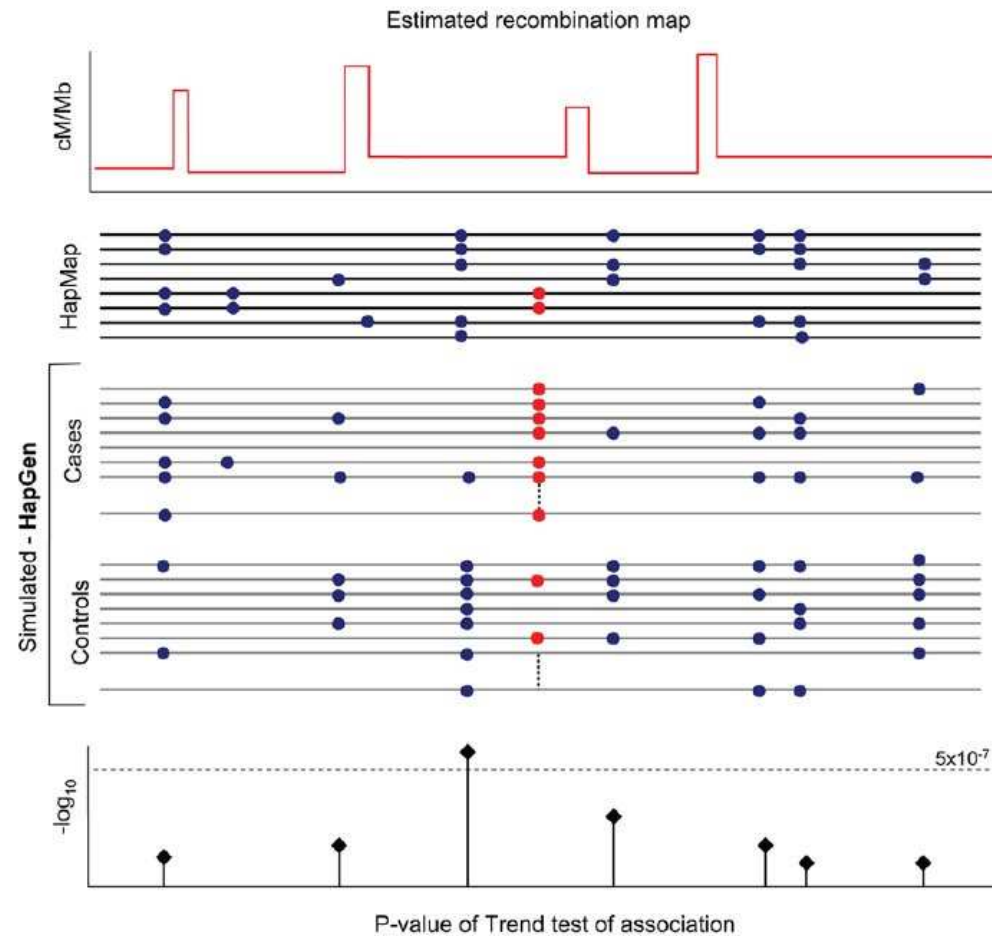 Estimated recombination map
cM/Mb
HapMap
Simulated - HapGen
Cases
Controls
5x10-7
-log10
P-value of Trend test of association